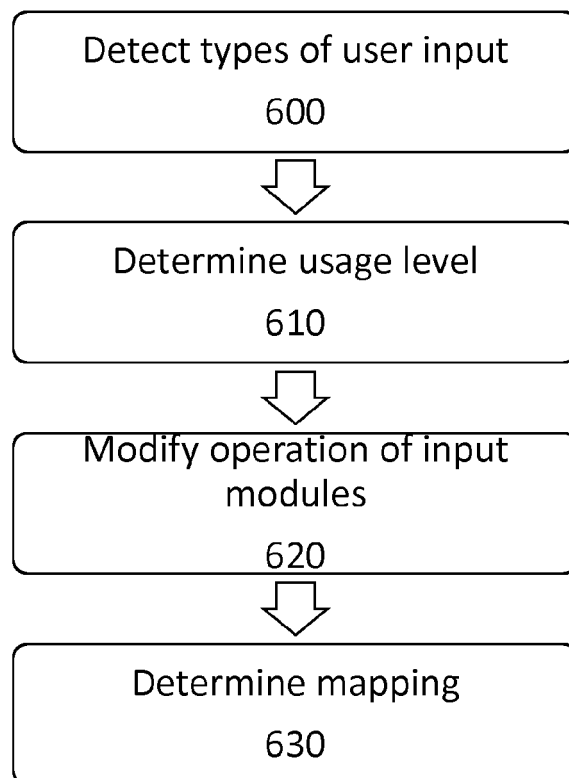 Detect types of user input
600
Determine usage level
610
Modify operation of input
modules
620
Determine mapping
630